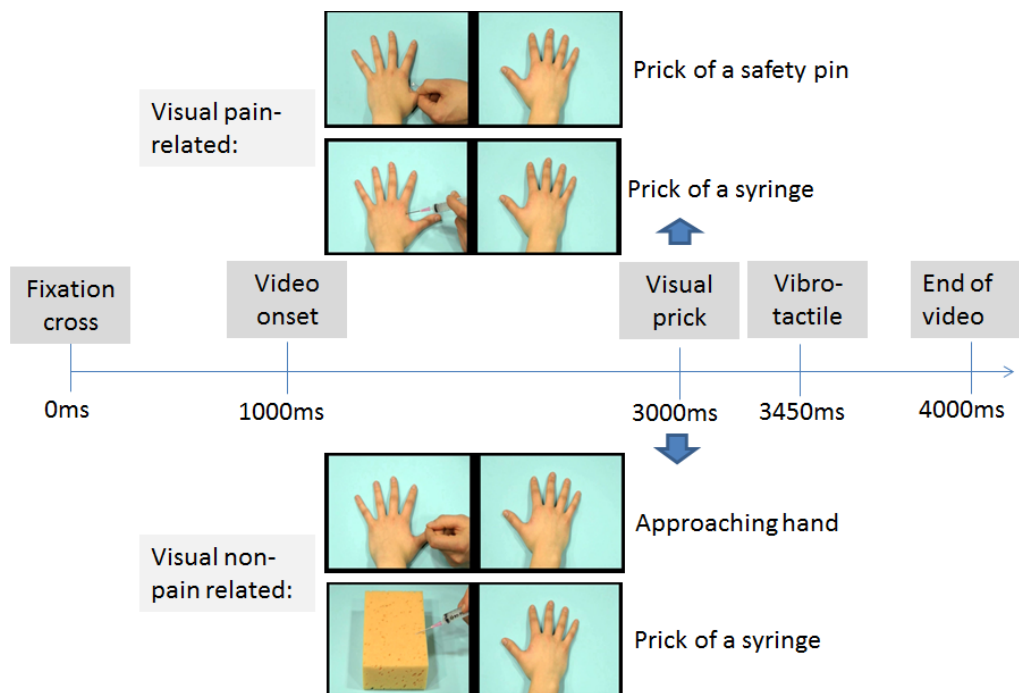 Prick of a safety pin
Visual pain-
related:
Prick of a syringe
Fixation
cross
Video
onset
Visual
prick
Vibro-
tactile
End of
video
0ms
1000ms
3000ms
3450ms
4000ms
Approaching hand
Visual non-
pain related:
Prick of a syringe